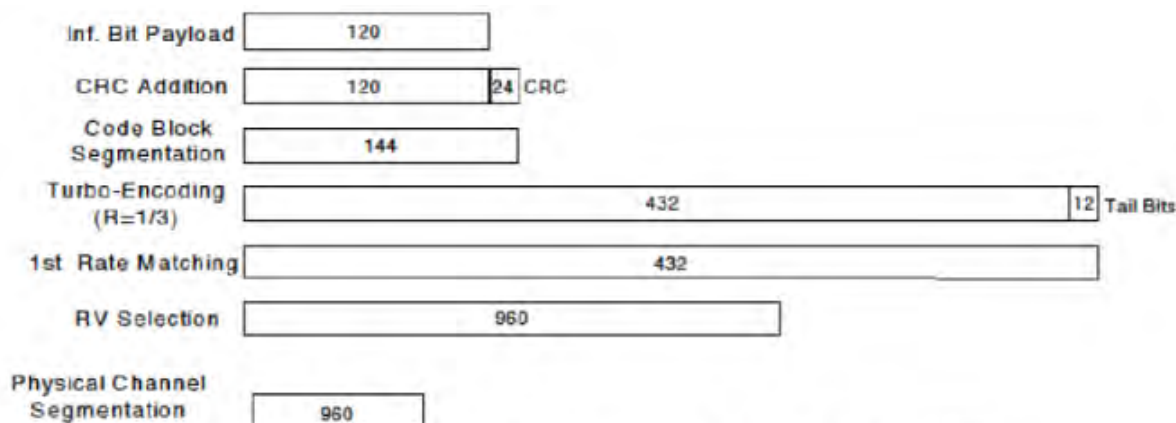 Inf. Bit Payload 120
CRC Addition 120 24 CRC
Code Block
Segmentation 144
Turbo-Encoding
(R=1/3) 432 12 Tail Bits
1st Rate Matching 432
RV Selection 960
Physical Channel
Segmentation 960